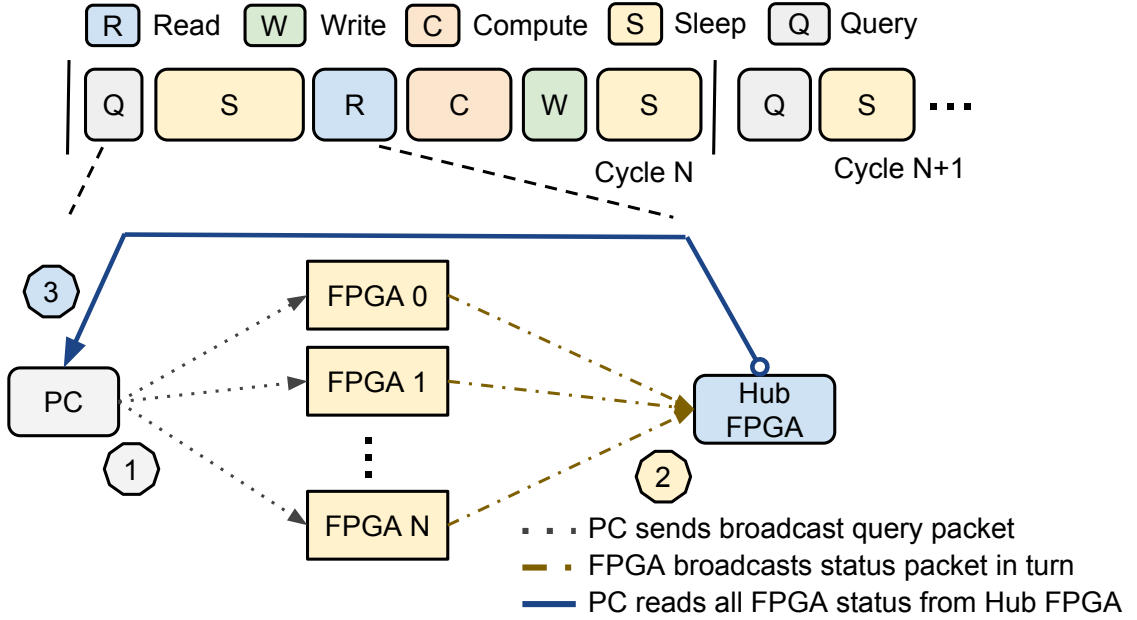 R Read W Write C Compute S Sleep Q Query
Q S R C W S Q S ...
Cycle N Cycle N+1
3
FPGA 0
FPGA 1
PC
Hub
FPGA
1
2
FPGA N
PC sends broadcast query packet
FPGA broadcasts status packet in turn
PC reads all FPGA status from Hub FPGA